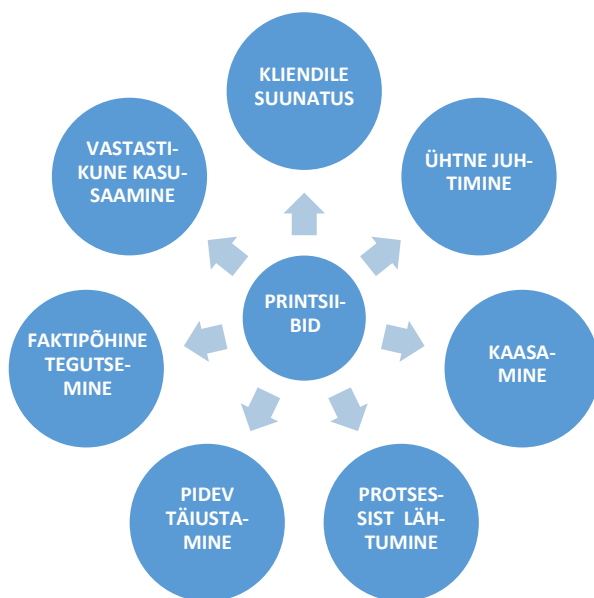 KLIENDILE
SUUNATUS
ÜHTNE JUH-
TIMINE
KAASA-
MINE
PROTSES-
SIST LÄH-
TUMINE
PIDEV
TÄIUSTA-
MINE
FAKTIPÕHINE
TEGUTSE-
MINE
VASTASTI-
KUNE KASU-
SAAMINE
PRINTSII-
BID